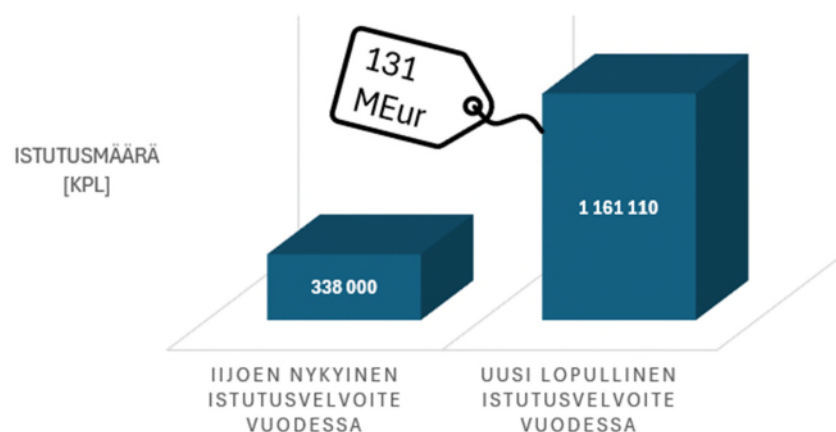 131
MEur
ISTUTUSMÄÄRÄ
[KPL]
1 161 110
338 000
IIJOEN NYKYINEN
ISTUTUSVELVOITE
VUODESSA
UUSI LOPULLINEN
ISTUTUSVELVOITE
VUODESSA